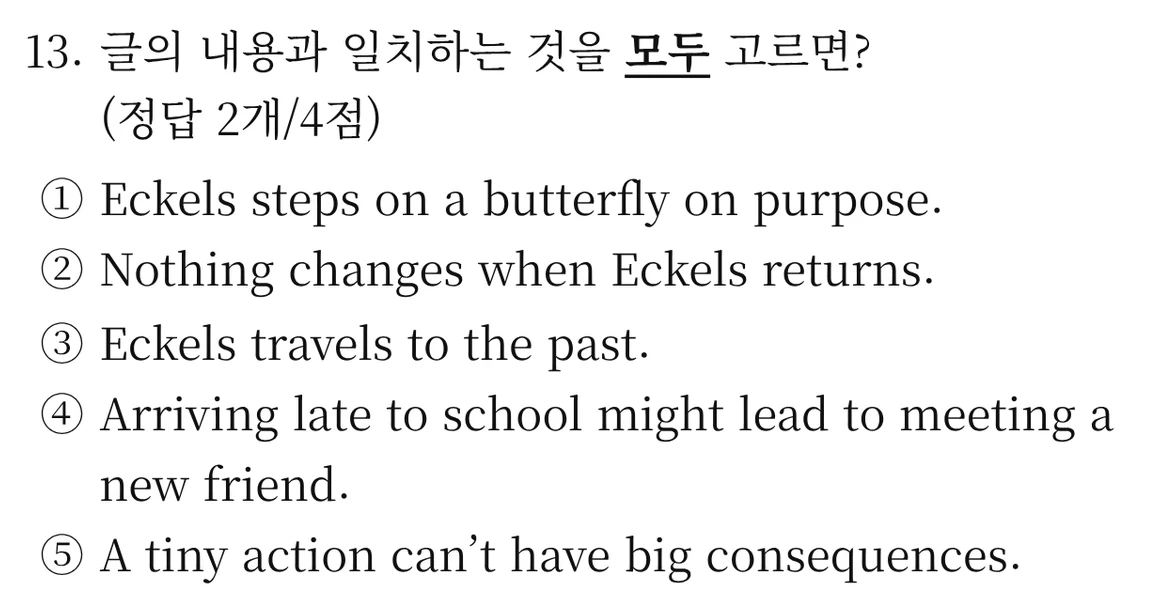 13. 글의 내용과 일치하는 것을 모두 고르면?
(정답 2개/4점)
① Eckels steps on a butterfly on purpose.
② Nothing changes when Eckels returns.
③ Eckels travels to the past.
④ Arriving late to school might lead to meeting a
new friend.
⑤ A tiny action can’t have big consequences.